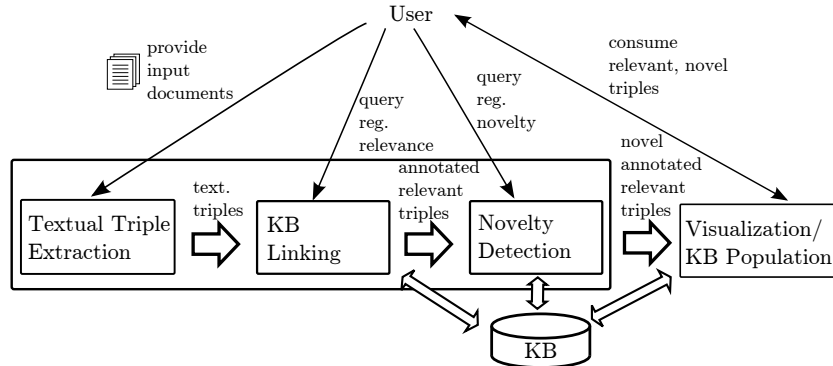 User
provide
input
documents
consume
relevant, novel
triples
query
reg.
relevance
query
reg.
novelty
text.
triples
annotated
relevant
triples
novel
annotated
relevant
triples
Textual Triple
Extraction
KB
Linking
Novelty
Detection
Visualization/
KB Population
KB